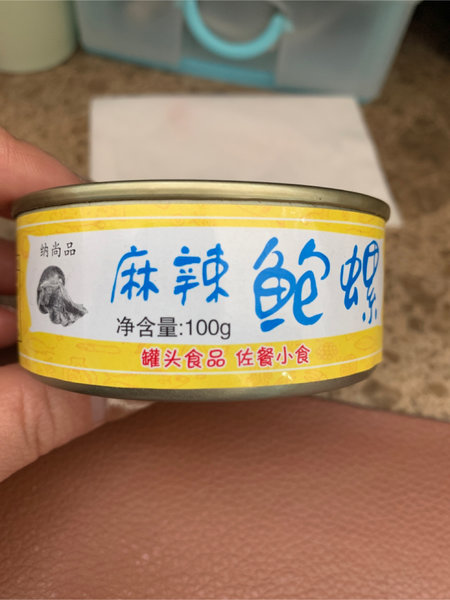 纳尚品
麻辣鲍螺
净含量:100g
罐头食品 佐餐小食